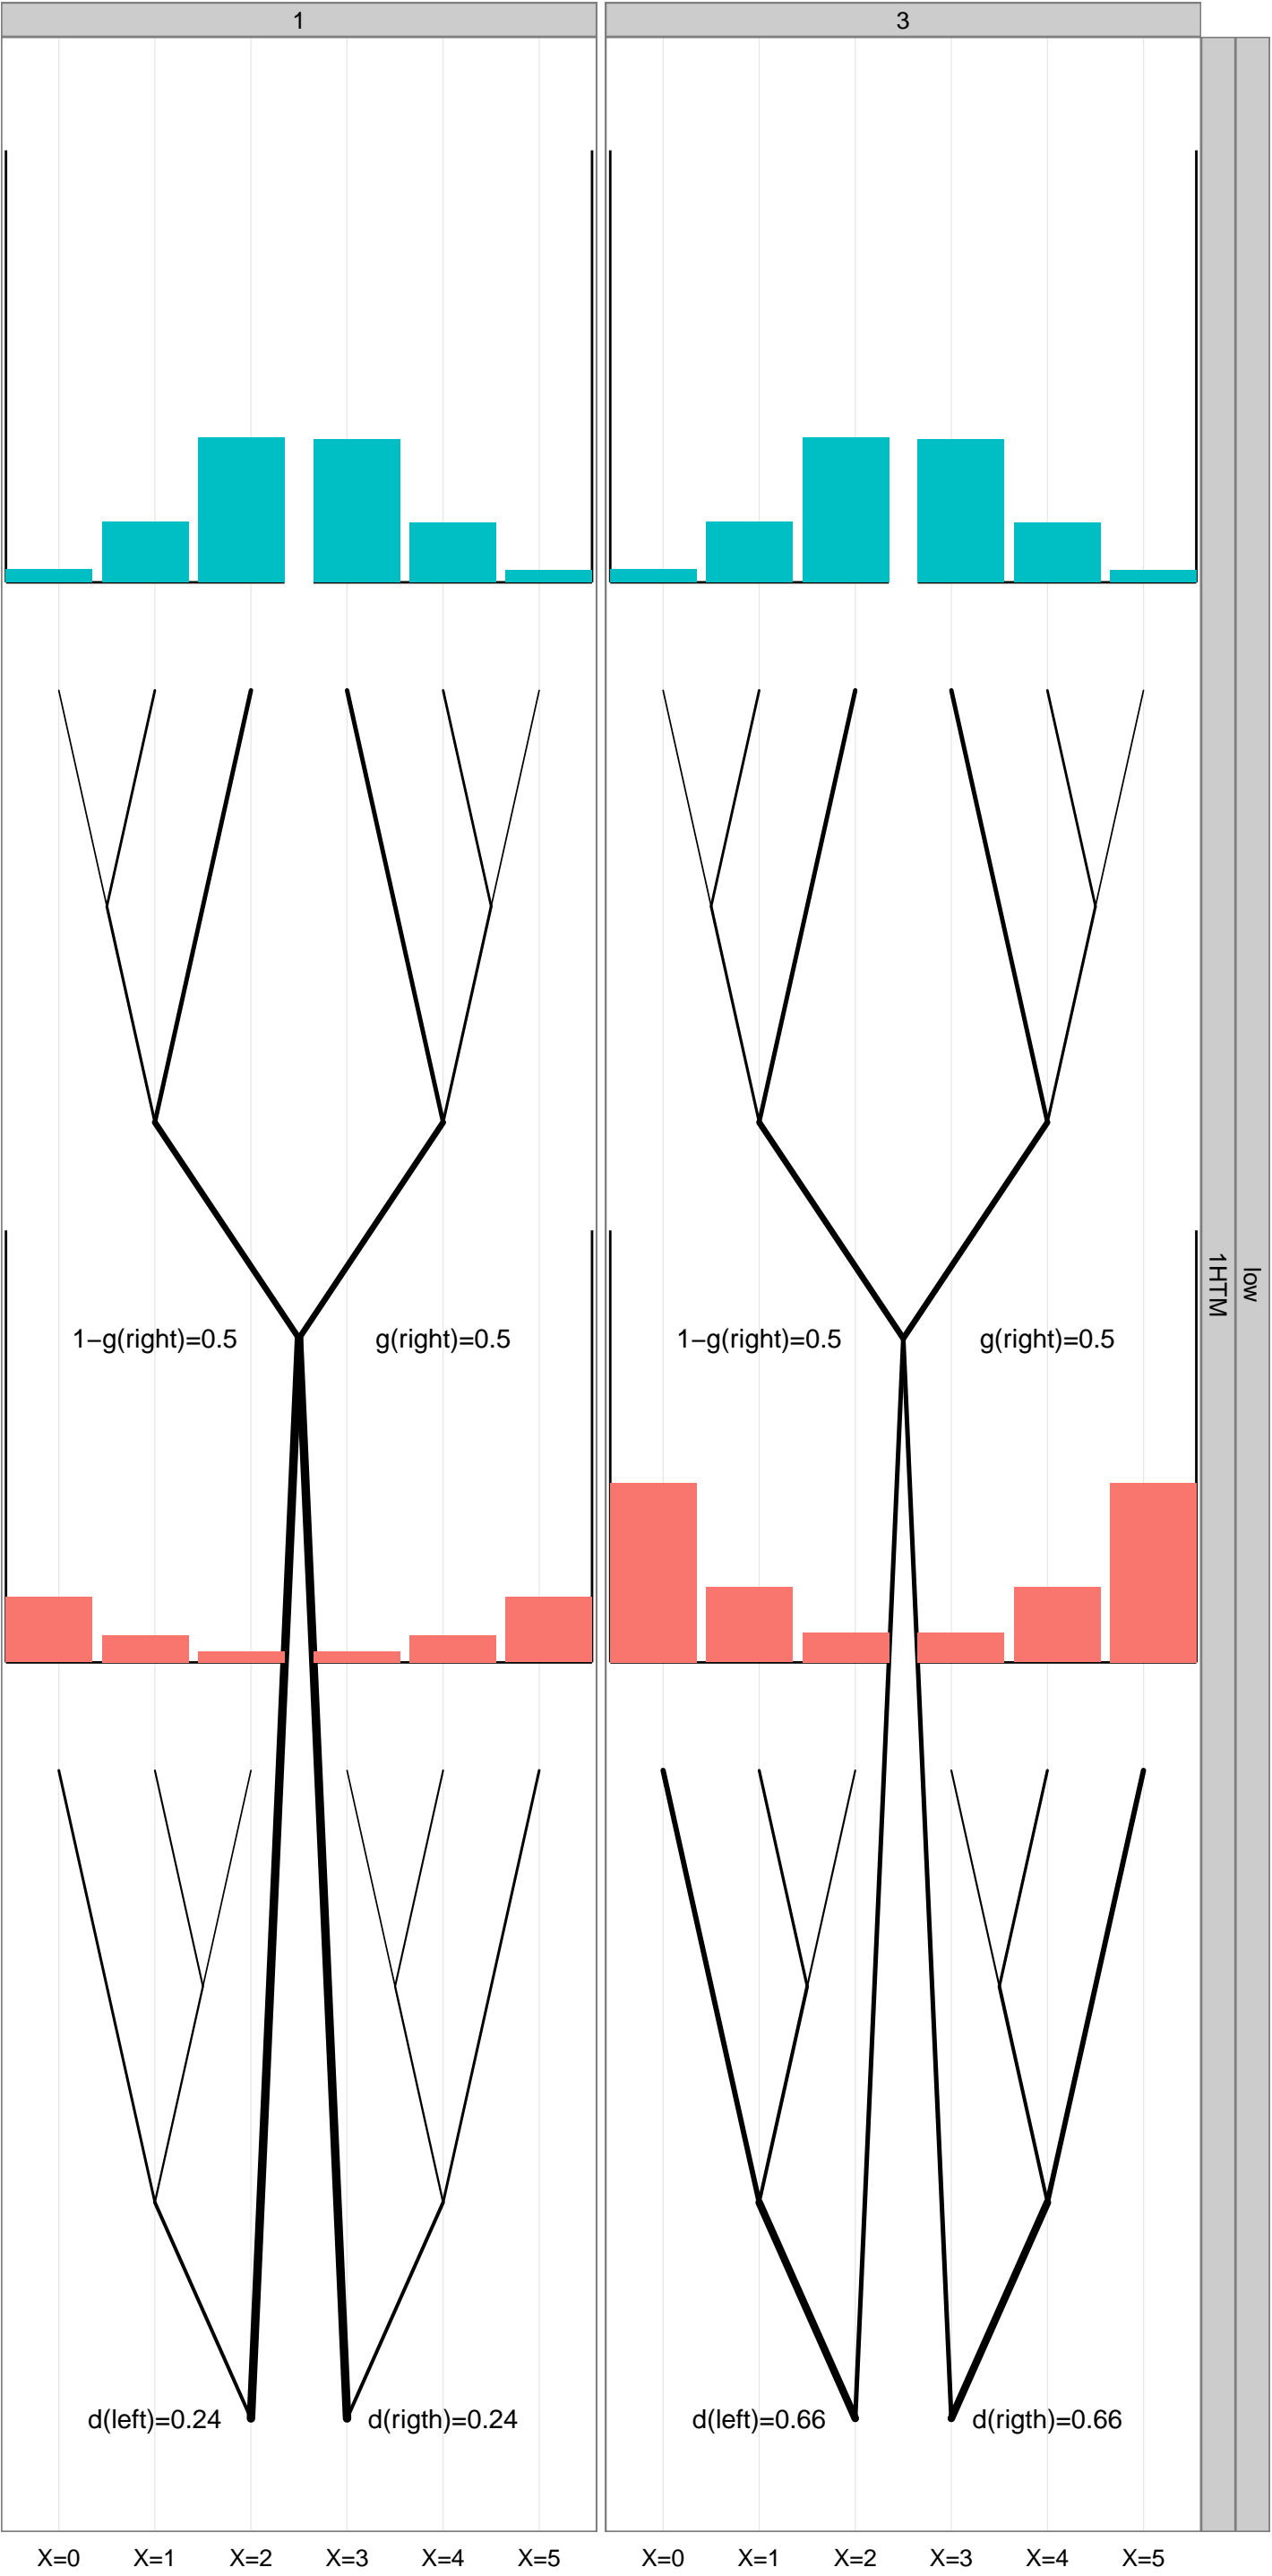 1 3
low
1HTM
1−g(right)=0.5 g(right)=0.5 1−g(right)=0.5 g(right)=0.5
d(left)=0.24 d(rigth)=0.24 d(left)=0.66 d(rigth)=0.66
X=0 X=1 X=2 X=3 X=4 X=5 X=0 X=1 X=2 X=3 X=4 X=5